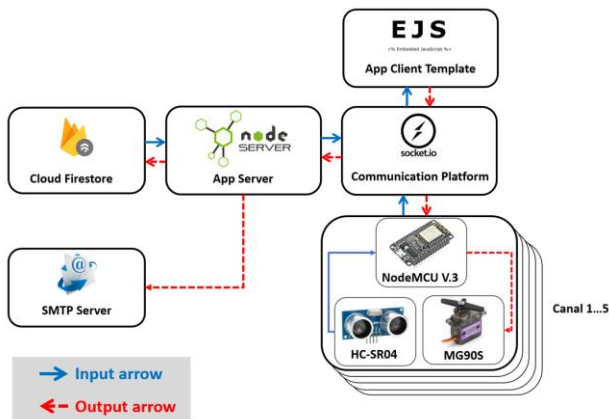 EJS
<% Embedded JavaScript %>
App Client Template
node
SERVER
App Server
socket.io
Communication Platform
Cloud Firestore
NodeMCU V.3
SMTP Server
HC-SR04
MG90S
Canal 1...5
Input arrow
Output arrow